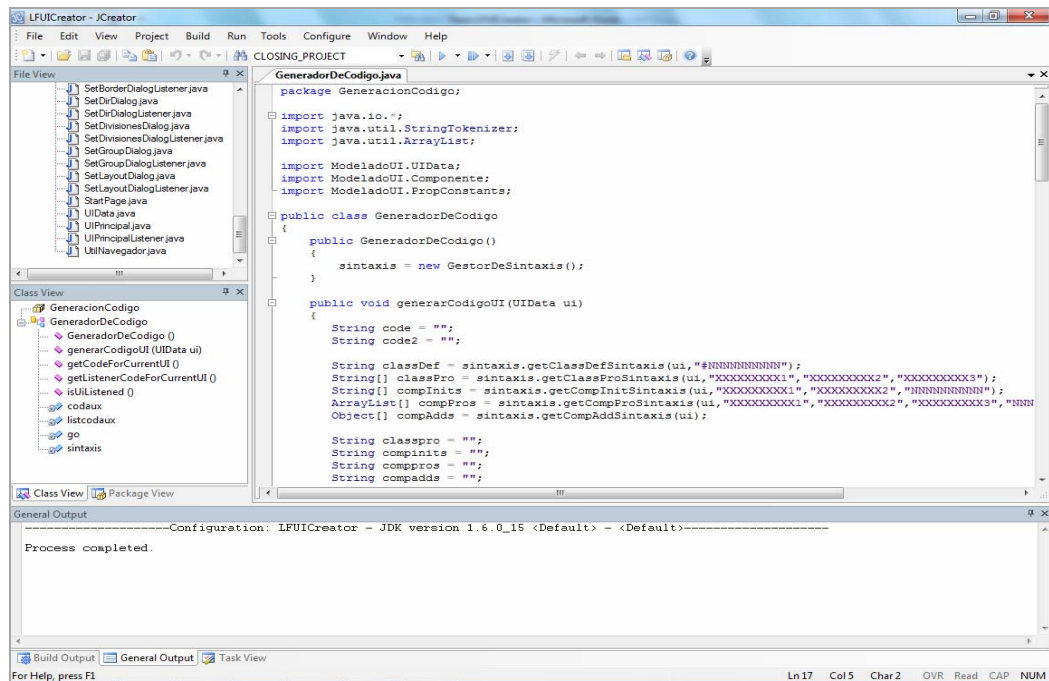 LFUICreator - JCreator
File Edit View Project Build Run Tools Configure Window Help
CLOSING_PROJECT
File View
SetBorderDialogListener.java
SetDirDialog.java
SetDirDialogListener.java
SetDivisionesDialog.java
SetDivisionesDialogListener.java
SetGroupDialog.java
SetGroupDialogListener.java
SetLayoutDialog.java
SetLayoutDialogListener.java
StartPage.java
UIData.java
UIPrincipal.java
UIPrincipalListener.java
UtilNavegador.java
Class View
GeneracionCodigo
GeneradorDeCodigo
GeneradorDeCodigo ()
generarCodigoUI (UIData ui)
getCodeForCurrentUI ()
getListenerCodeForCurrentUI ()
isUiListened ()
codaux
listcodaux
go
sintaxis
Class View Package View
GeneradorDeCodigo.java
package GeneracionCodigo;
import java.io.*;
import java.util.StringTokenizer;
import java.util.ArrayList;
import ModeladoUI.UIData;
import ModeladoUI.Componente;
import ModeladoUI.PropConstants;
public class GeneradorDeCodigo
{
public GeneradorDeCodigo()
{
sintaxis = new GestorDeSintaxis();
}
public void generarCodigoUI(UIData ui)
{
String code = "";
String code2 = "";
String classDef = sintaxis.getClassDefSintaxis(ui,"#NNNNNNNNNN");
String[] classPro = sintaxis.getClassProSintaxis(ui,"XXXXXXXXX1","XXXXXXXXX2","XXXXXXXXX3");
String[] compInits = sintaxis.getCompInitSintaxis(ui,"XXXXXXXXX1","XXXXXXXXX2","NNNNNNNNNN");
ArrayList[] compPros = sintaxis.getCompProSintaxis(ui,"XXXXXXXXX1","XXXXXXXXX2","XXXXXXXXX3","NNN
Object[] compAdds = sintaxis.getCompAddSintaxis(ui);
String classpro = "";
String compinits = "";
String comppros = "";
String compadds = "";
General Output
--------------------Configuration: LFUICreator - JDK version 1.6.0_15 <Default> - <Default>--------------------
Process completed.
Build Output General Output Task View
For Help, press F1
Ln 17 Col 5 Char 2 OVR Read CAP NUM